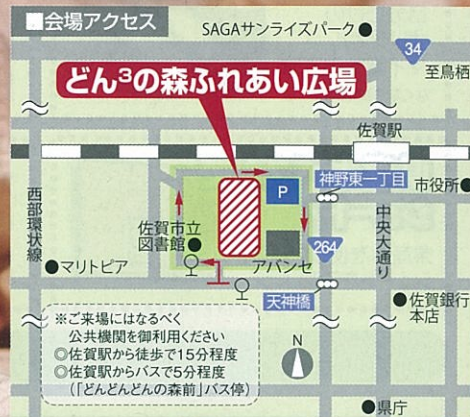 ■会場アクセス
SAGAサンライズパーク●
34
至鳥栖
どん³の森ふれあい広場
佐賀駅
P
神野東一丁目
市役所●
西部環状線
佐賀市立
図書館●
中央大通り
264
●マリトピア
アバンセ
天神橋
●佐賀銀行
本店
※ご来場にはなるべく
公共機関を御利用ください
◎佐賀駅から徒歩で15分程度
◎佐賀駅からバスで5分程度
(「どんどんどんの森前」バス停)
N
●県庁